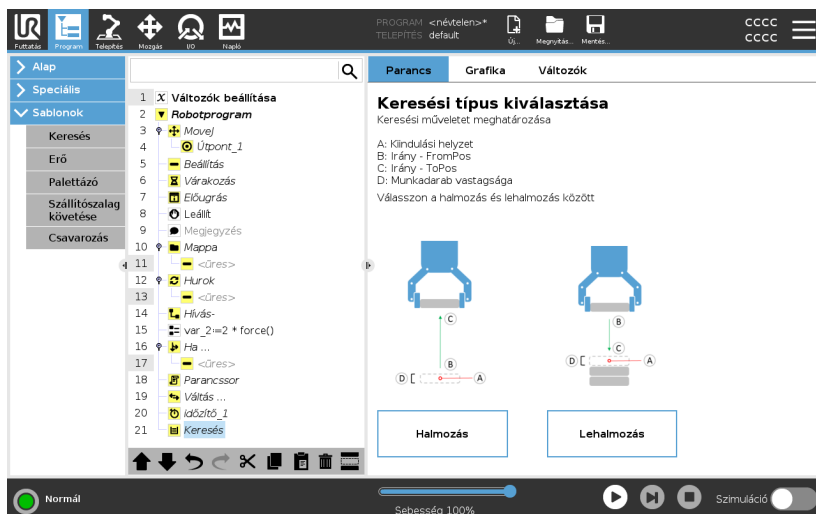 UR
Futtatás
Program
Telepítés
Mozgás
I/O
Napló
PROGRAM <névtelen>*
TELEPÍTÉS default
Új...
Megnyitás...
Mentés...
CCCC
CCCC
Alap
Speciális
Sablonok
Keresés
Erő
Palettázó
Szállítószalag
követése
Csavarozás
1 X Változók beállítása
2 Robotprogram
3 MoveJ
4 Útpont_1
5 Beállítás
6 Várakozás
7 Előugrás
8 Leállít
9 Megjegyzés
10 Mappa
11 <üres>
12 Hurok
13 <üres>
14 Hívás-
15 var_2:=2 * force()
16 Ha ...
17 <üres>
18 Parancssor
19 Váltás ...
20 Időzítő_1
21 Keresés
Parancs
Grafika
Változók
Keresési típus kiválasztása
Keresési műveletet meghatározása
A: Kiindulási helyzet
B: Irány - FromPos
C: Irány - ToPos
D: Munkadarab vastagsága
Válasszon a halmozás és lehalmozás között
C
B
D
A
B
C
D
A
Halmozás
Lehalmozás
Normál
Sebesség 100%
Szimuláció